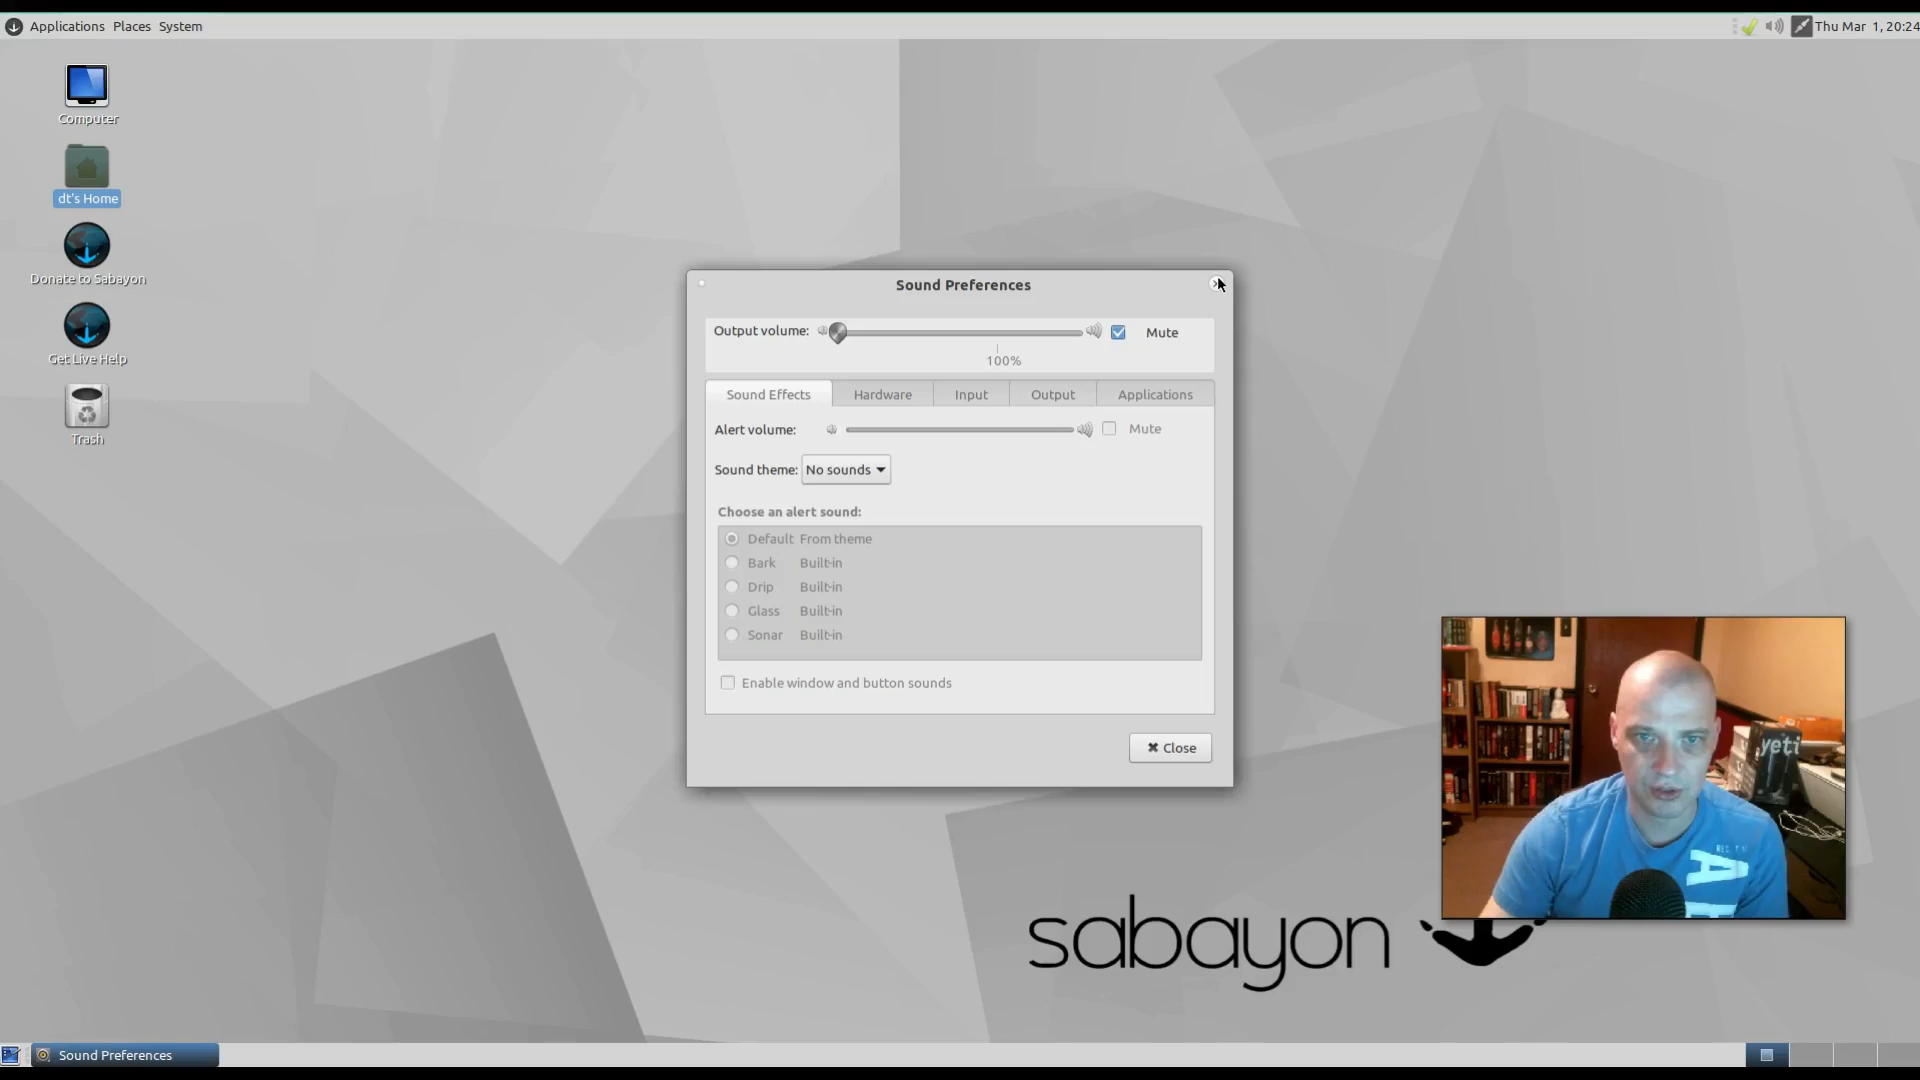 Applications Places System
Thu Mar 1, 20:24
Computer
dt's Home
Donate to Sabayon
Get Live Help
Trash
Sound Preferences
Output volume:
Mute
100%
Sound Effects Hardware Input Output Applications
Alert volume:
Mute
Sound theme: No sounds
Choose an alert sound:
Default From theme
Bark Built-in
Drip Built-in
Glass Built-in
Sonar Built-in
Enable window and button sounds
Close
yeti
A
sabayon
Sound Preferences